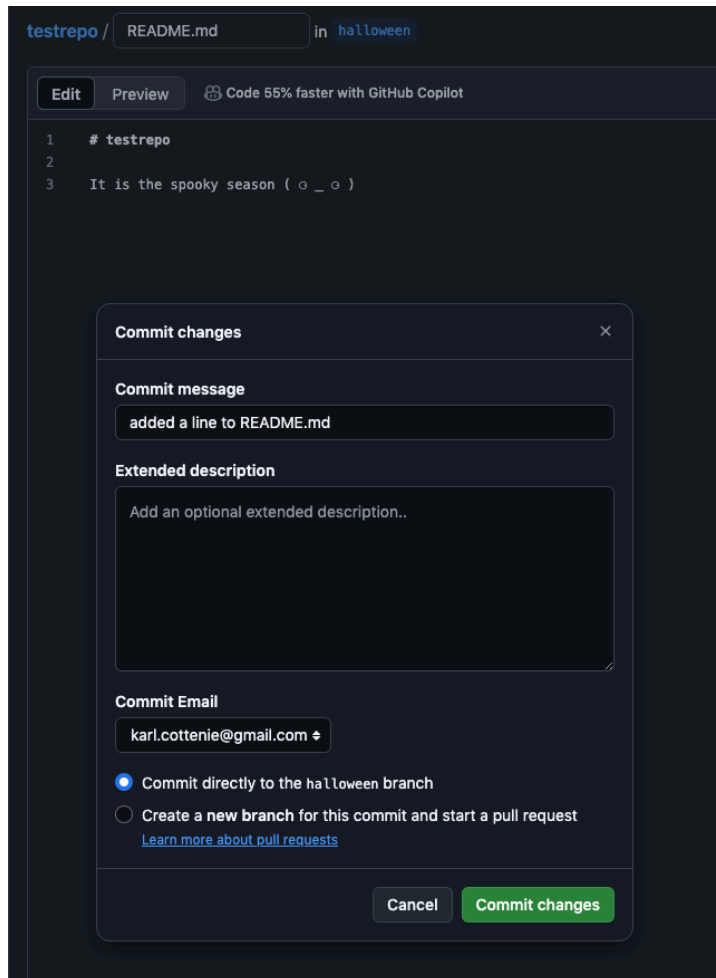 testrepo / README.md in halloween
Edit Preview Code 55% faster with GitHub Copilot
1 # testrepo
2
3 It is the spooky season ( ⚆ _ ⚆ )
Commit changes ×
Commit message
added a line to README.md
Extended description
Add an optional extended description..
Commit Email
karl.cottenie@gmail.com
Commit directly to the halloween branch
Create a new branch for this commit and start a pull request
Learn more about pull requests
Cancel Commit changes